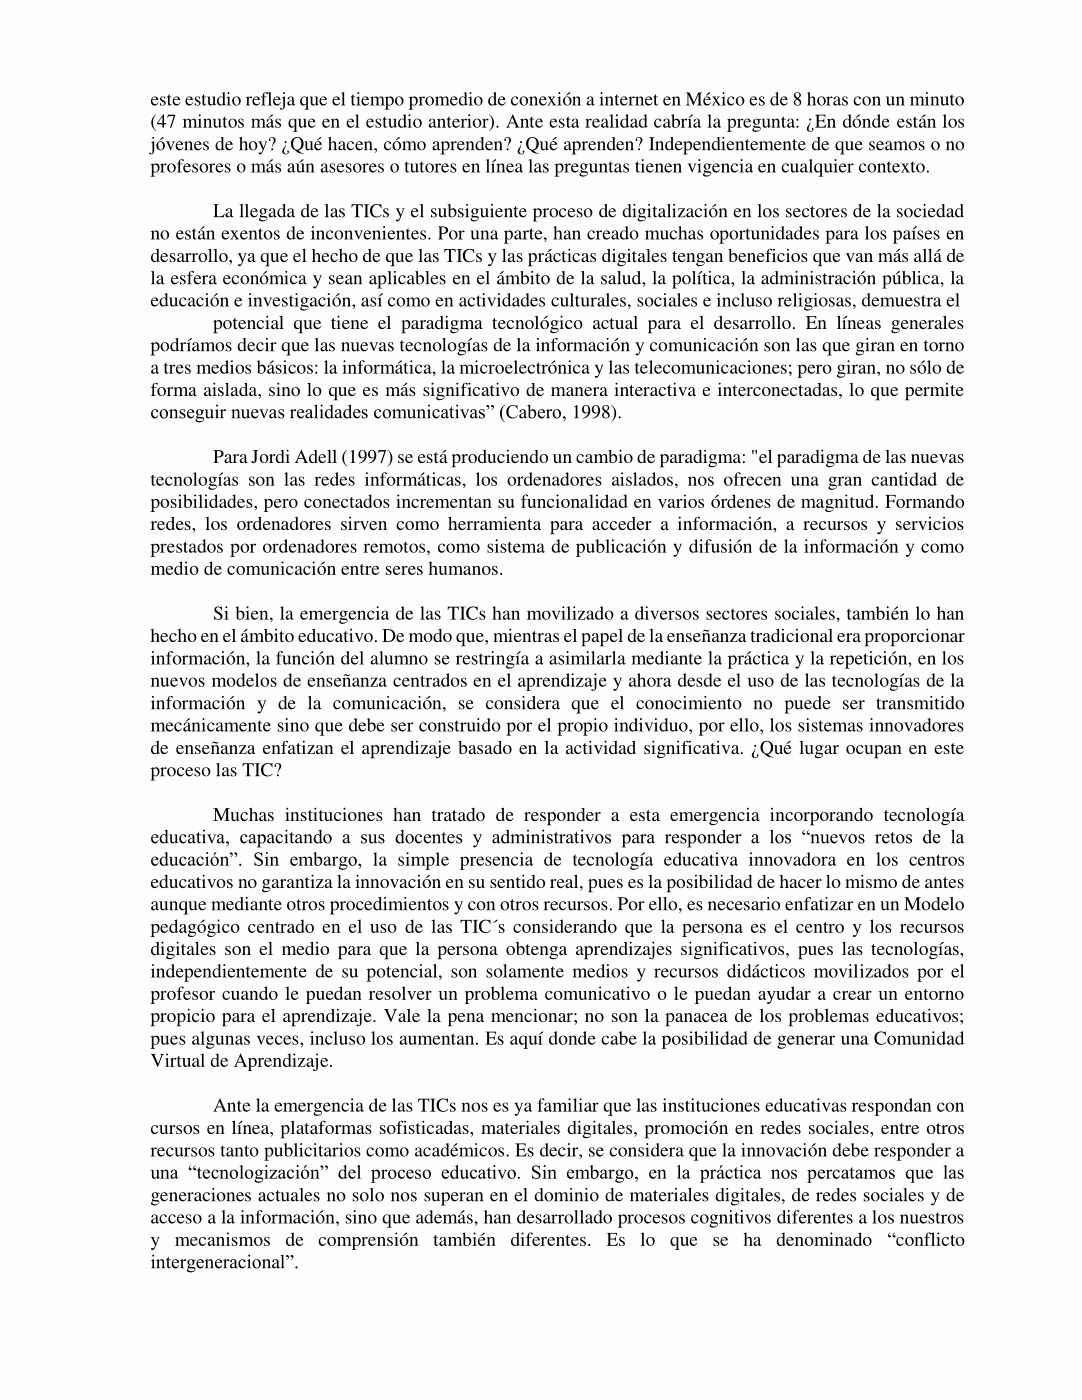 este estudio refleja que el tiempo promedio de conexión a internet en México es de 8 horas con un minuto
(47 minutos más que en el estudio anterior). Ante esta realidad cabría la pregunta: ¿En dónde están los
jóvenes de hoy? ¿Qué hacen, cómo aprenden? ¿Qué aprenden? Independientemente de que seamos o no
profesores o más aún asesores o tutores en línea las preguntas tienen vigencia en cualquier contexto.
La llegada de las TICs y el subsiguiente proceso de digitalización en los sectores de la sociedad
no están exentos de inconvenientes. Por una parte, han creado muchas oportunidades para los países en
desarrollo, ya que el hecho de que las TICs y las prácticas digitales tengan beneficios que van más allá de
la esfera económica y sean aplicables en el ámbito de la salud, la política, la administración pública, la
educación e investigación, así como en actividades culturales, sociales e incluso religiosas, demuestra el
potencial que tiene el paradigma tecnológico actual para el desarrollo. En líneas generales
podríamos decir que las nuevas tecnologías de la información y comunicación son las que giran en torno
a tres medios básicos: la informática, la microelectrónica y las telecomunicaciones; pero giran, no sólo de
forma aislada, sino lo que es más significativo de manera interactiva e interconectadas, lo que permite
conseguir nuevas realidades comunicativas” (Cabero, 1998).
Para Jordi Adell (1997) se está produciendo un cambio de paradigma: "el paradigma de las nuevas
tecnologías son las redes informáticas, los ordenadores aislados, nos ofrecen una gran cantidad de
posibilidades, pero conectados incrementan su funcionalidad en varios órdenes de magnitud. Formando
redes, los ordenadores sirven como herramienta para acceder a información, a recursos y servicios
prestados por ordenadores remotos, como sistema de publicación y difusión de la información y como
medio de comunicación entre seres humanos.
Si bien, la emergencia de las TICs han movilizado a diversos sectores sociales, también lo han
hecho en el ámbito educativo. De modo que, mientras el papel de la enseñanza tradicional era proporcionar
información, la función del alumno se restringía a asimilarla mediante la práctica y la repetición, en los
nuevos modelos de enseñanza centrados en el aprendizaje y ahora desde el uso de las tecnologías de la
información y de la comunicación, se considera que el conocimiento no puede ser transmitido
mecánicamente sino que debe ser construido por el propio individuo, por ello, los sistemas innovadores
de enseñanza enfatizan el aprendizaje basado en la actividad significativa. ¿Qué lugar ocupan en este
proceso las TIC?
Muchas instituciones han tratado de responder a esta emergencia incorporando tecnología
educativa, capacitando a sus docentes y administrativos para responder a los “nuevos retos de la
educación”. Sin embargo, la simple presencia de tecnología educativa innovadora en los centros
educativos no garantiza la innovación en su sentido real, pues es la posibilidad de hacer lo mismo de antes
aunque mediante otros procedimientos y con otros recursos. Por ello, es necesario enfatizar en un Modelo
pedagógico centrado en el uso de las TIC´s considerando que la persona es el centro y los recursos
digitales son el medio para que la persona obtenga aprendizajes significativos, pues las tecnologías,
independientemente de su potencial, son solamente medios y recursos didácticos movilizados por el
profesor cuando le puedan resolver un problema comunicativo o le puedan ayudar a crear un entorno
propicio para el aprendizaje. Vale la pena mencionar; no son la panacea de los problemas educativos;
pues algunas veces, incluso los aumentan. Es aquí donde cabe la posibilidad de generar una Comunidad
Virtual de Aprendizaje.
Ante la emergencia de las TICs nos es ya familiar que las instituciones educativas respondan con
cursos en línea, plataformas sofisticadas, materiales digitales, promoción en redes sociales, entre otros
recursos tanto publicitarios como académicos. Es decir, se considera que la innovación debe responder a
una “tecnologización” del proceso educativo. Sin embargo, en la práctica nos percatamos que las
generaciones actuales no solo nos superan en el dominio de materiales digitales, de redes sociales y de
acceso a la información, sino que además, han desarrollado procesos cognitivos diferentes a los nuestros
y mecanismos de comprensión también diferentes. Es lo que se ha denominado “conflicto
intergeneracional”.